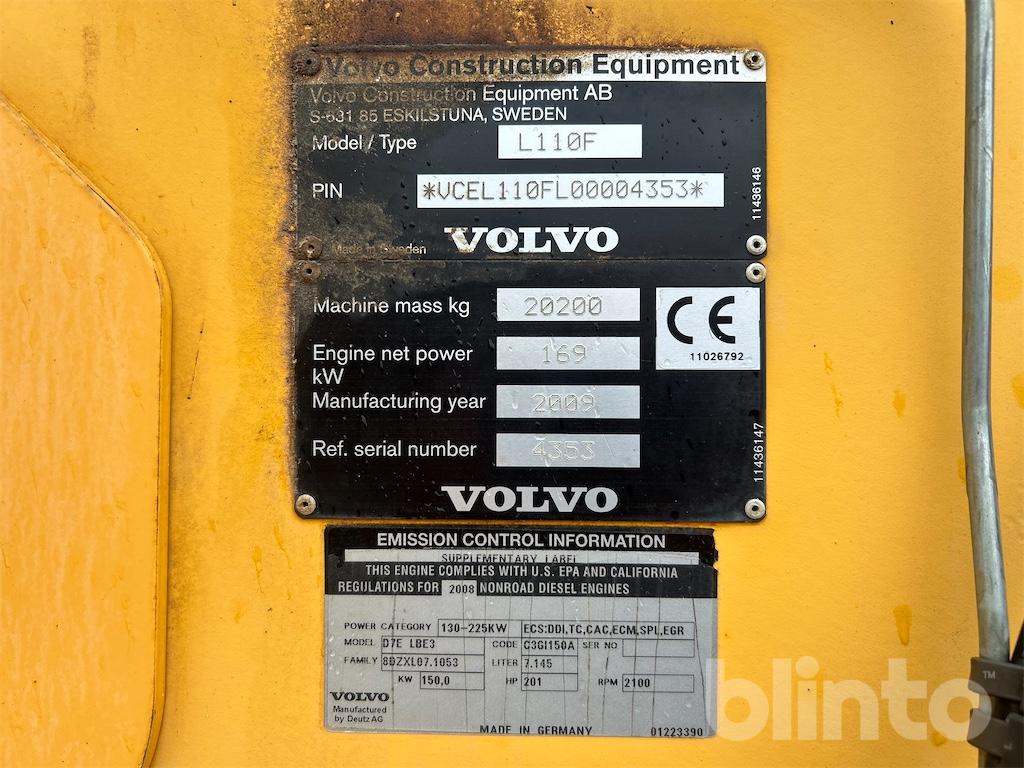 Volvo Construction Equipment
Volvo Construction Equipment AB
S-631 85 ESKILSTUNA, SWEDEN
Model / Type L110F
PIN *VCEL110FL00004353*
11436146
Made in Sweden VOLVO
Machine mass kg 20200
CE
11026792
Engine net power 169
kW
Manufacturing year 2009
Ref. serial number 4353
11436147
VOLVO
EMISSION CONTROL INFORMATION
SUPPLEMENTARY LABEL
THIS ENGINE COMPLIES WITH U.S. EPA AND CALIFORNIA
REGULATIONS FOR 2008 NONROAD DIESEL ENGINES
POWER CATEGORY 130-225KW ECS:DDI,TC,CAC,ECM,SPL,EGR
MODEL D7E LBE3 CODE C3GI150A SER NO
FAMILY 8DZXL07.1053 LITER 7.145
KW 150,0 HP 201 RPM 2100
VOLVO
Manufactured
by Deutz AG
MADE IN GERMANY 01223390
blinto™